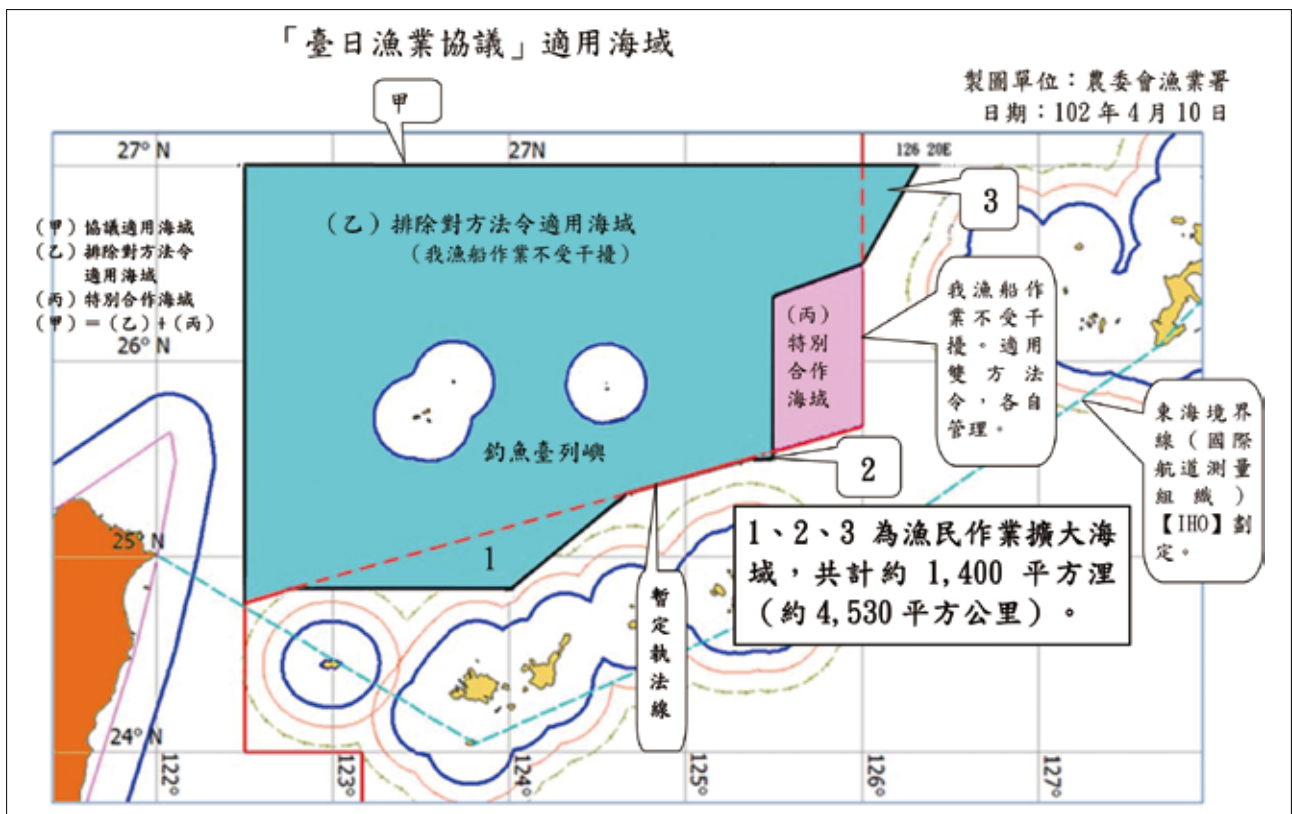 「臺日漁業協議」適用海域
製圖單位：農委會漁業署
日期：102 年 4 月 10 日
甲
27° N
27N
126 20E
3
（甲）協議適用海域
（乙）排除對方法令
適用海域
（丙）特別合作海域
（甲）＝（乙）+（丙）
（乙）排除對方法令適用海域
（我漁船作業不受干擾）
26° N
（丙）
特別
合作
海域
我漁船作
業不受干
擾。適用
雙方法
令，各自
管理。
東海境界
線（國際
航道測量
組織）
【IHO】劃
定。
釣魚臺列嶼
2
25° N
1
1、2、3 為漁民作業擴大海
域，共計約 1,400 平方浬
（約 4,530 平方公里）。
暫定執法線
24° N
122°
123°
124°
125°
126°
127°